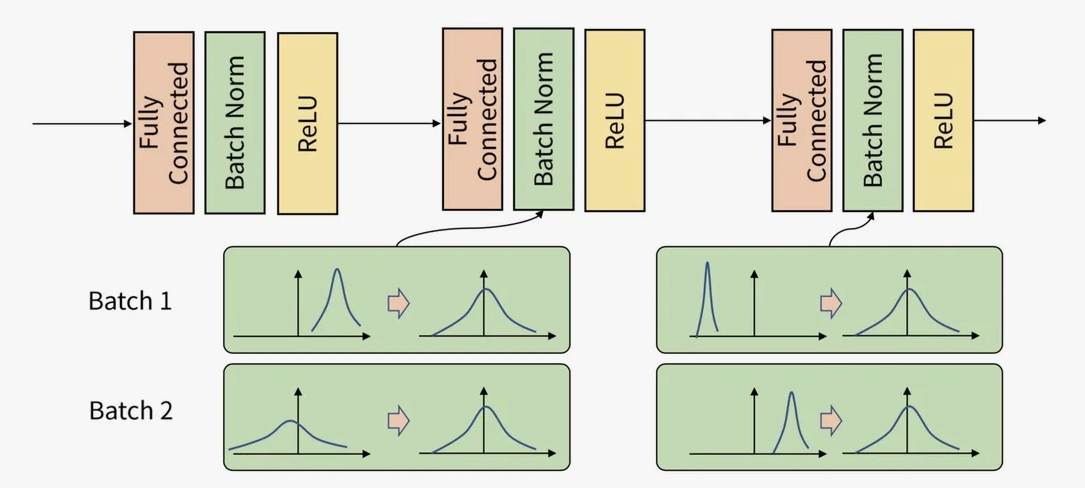 Fully
Connected
Batch Norm
ReLU
Fully
Connected
Batch Norm
ReLU
Fully
Connected
Batch Norm
ReLU
Batch 1
Batch 2